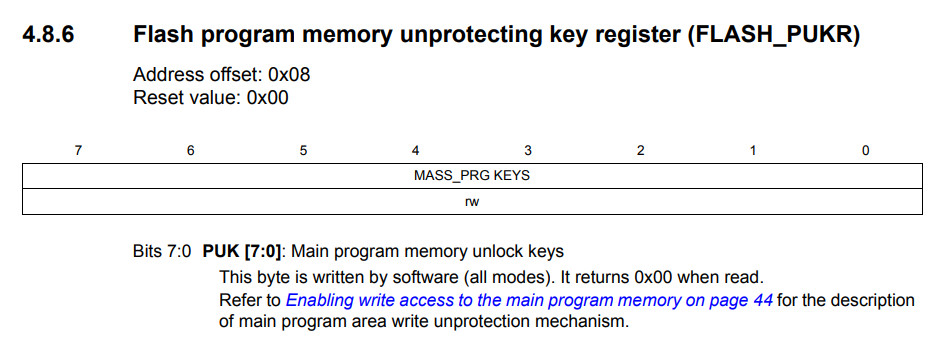 4.8.6 Flash program memory unprotecting key register (FLASH_PUKR)
Address offset: 0x08
Reset value: 0x00
7 6 5 4 3 2 1 0
MASS_PRG KEYS
rw
Bits 7:0 PUK [7:0]: Main program memory unlock keys
This byte is written by software (all modes). It returns 0x00 when read.
Refer to Enabling write access to the main program memory on page 44 for the description
of main program area write unprotection mechanism.